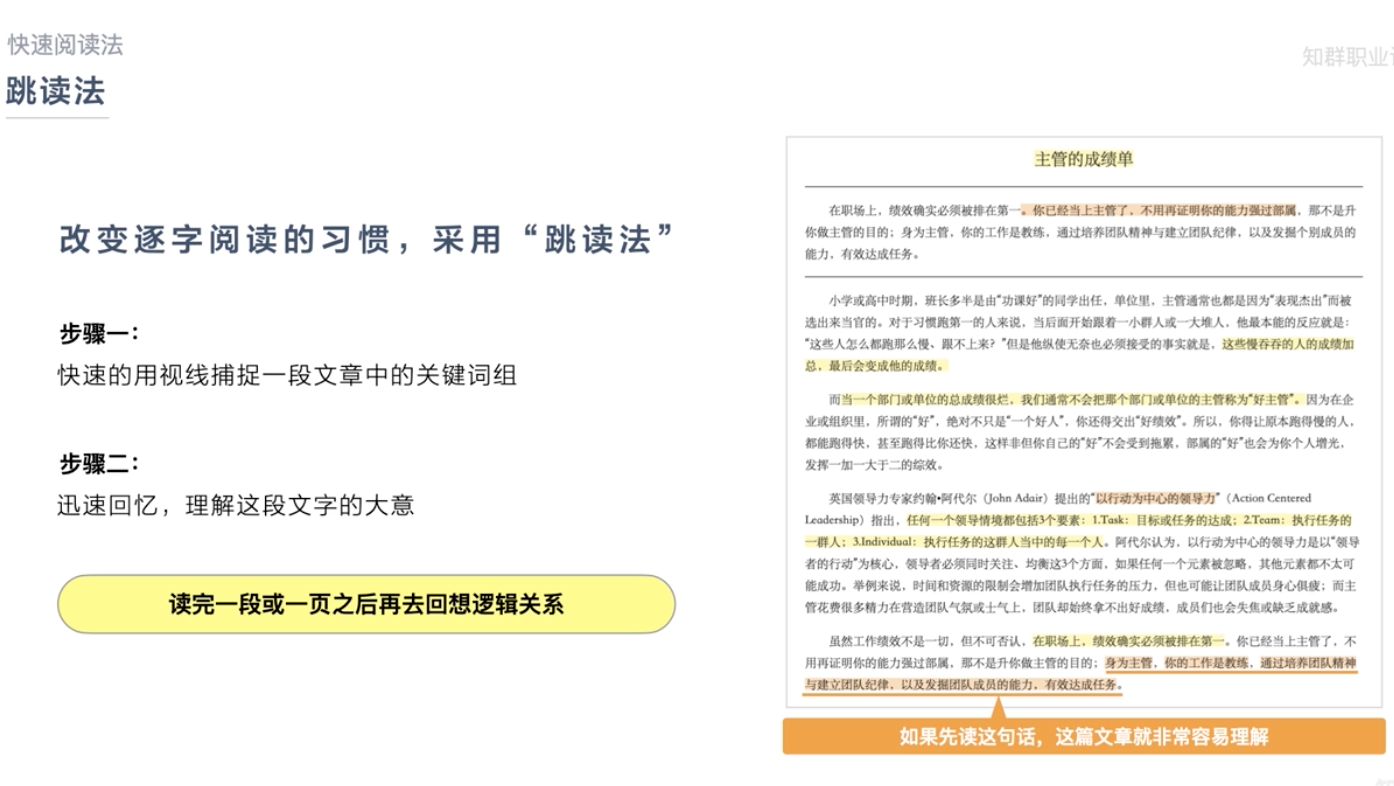 快速阅读法
知群职业
跳读法
改变逐字阅读的习惯，采用“跳读法”
步骤一：
快速的用视线捕捉一段文章中的关键词组
步骤二：
迅速回忆，理解这段文字的大意
读完一段或一页之后再去回想逻辑关系
主管的成绩单
在职场上，绩效确实必须被排在第一。你已经当上主管了，不用再证明你的能力强过部属，那不是升
你做主管的目的；身为主管，你的工作是教练，通过培养团队精神与建立团队纪律，以及发掘个别成员的
能力，有效达成任务。
小学或高中时期，班长多半是由“功课好”的同学出任，单位里，主管通常也都是因为“表现杰出”而被
选出来当官的。对于习惯跑第一的人来说，当后面开始跟着一小群人或一大堆人，他最本能的反应就是：
“这些人怎么都跑那么慢、跟不上来？”但是他纵使无奈也必须接受的事实就是，这些慢吞吞的人的成绩加
总，最后会变成他的成绩。
而当一个部门或单位的总成绩很烂，我们通常不会把那个部门或单位的主管称为“好主管”。因为在企
业或组织里，所谓的“好”，绝对不只是“一个好人”，你还得交出“好绩效”。所以，你得让原本跑得慢的人，
都能跑得快，甚至跑得比你还快，这样非但你自己的“好”不会受到拖累，部属的“好”也会为你个人增光，
发挥一加一大于二的综效。
英国领导力专家约翰•阿代尔（John Adair）提出的“以行动为中心的领导力”（Action Centered
Leadership）指出，任何一个领导情境都包括3个要素：1.Task：目标或任务的达成；2.Team：执行任务的
一群人；3.Individual：执行任务的这群人当中的每一个人。阿代尔认为，以行动为中心的领导力是以“领导
者的行动”为核心，领导者必须同时关注、均衡这3个方面，如果任何一个元素被忽略，其他元素都不太可
能成功。举例来说，时间和资源的限制会增加团队执行任务的压力，但也可能让团队成员身心俱疲；而主
管花费很多精力在营造团队气氛或士气上，团队却始终拿不出好成绩，成员们也会失焦或缺乏成就感。
虽然工作绩效不是一切，但不可否认，在职场上，绩效确实必须被排在第一。你已经当上主管了，不
用再证明你的能力强过部属，那不是升你做主管的目的；身为主管，你的工作是教练，通过培养团队精神
与建立团队纪律，以及发掘团队成员的能力，有效达成任务。
如果先读这句话，这篇文章就非常容易理解